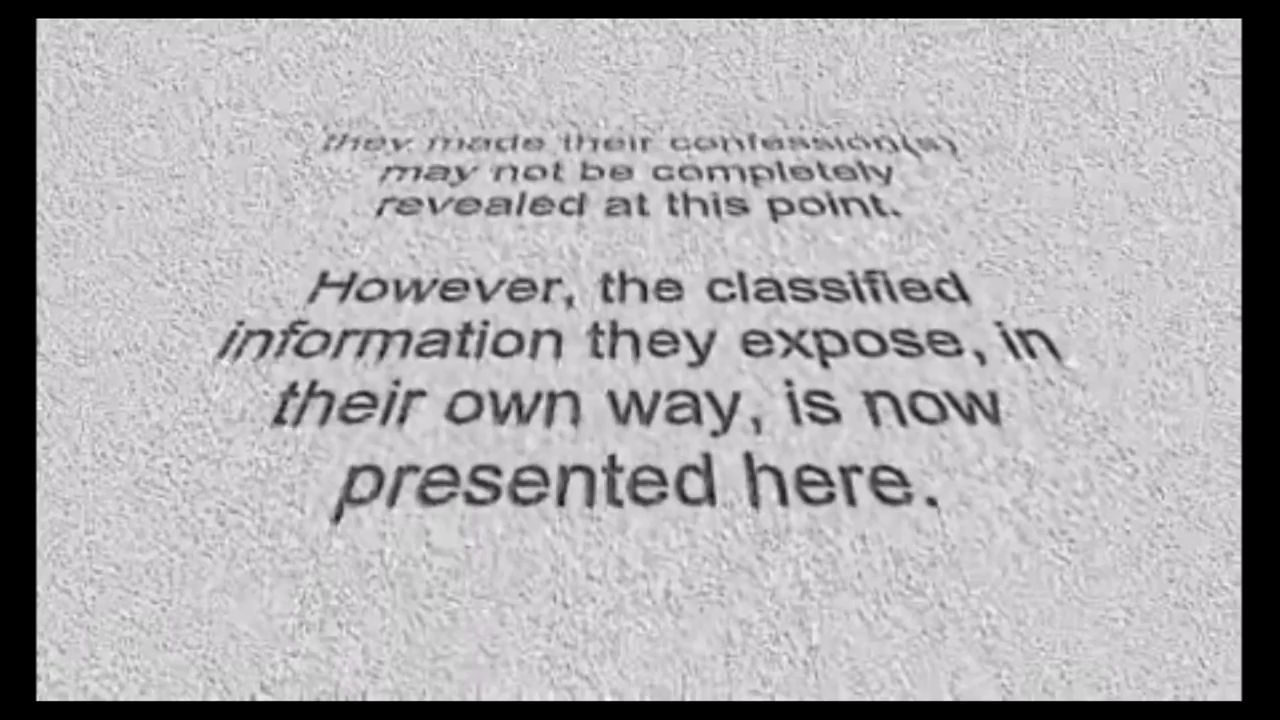 they made their confession(s)
may not be completely
revealed at this point.
However, the classified
information they expose, in
their own way, is now
presented here.